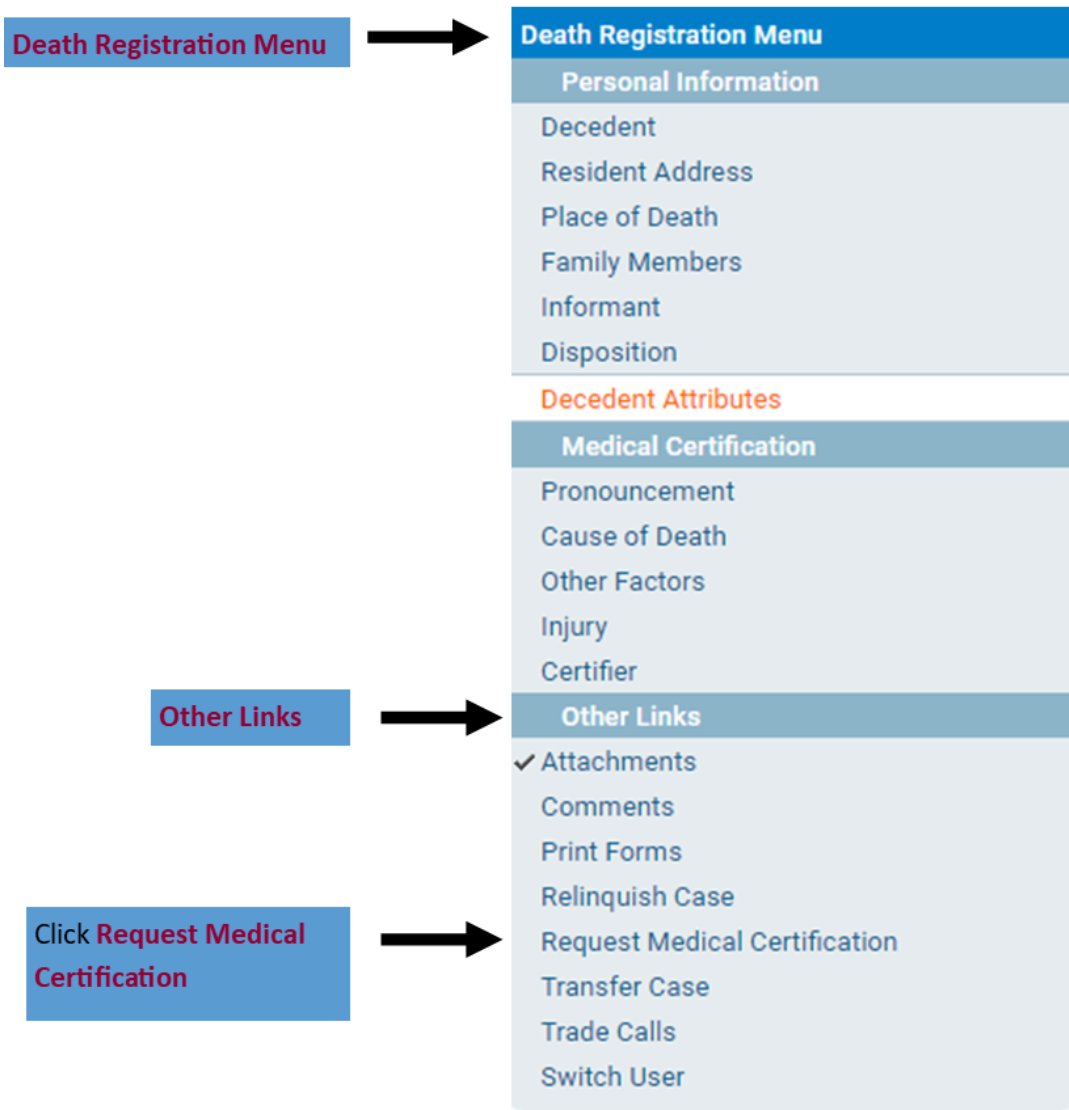 Death Registration Menu
Death Registration Menu
Personal Information
Decedent
Resident Address
Place of Death
Family Members
Informant
Disposition
Decedent Attributes
Medical Certification
Pronouncement
Cause of Death
Other Factors
Injury
Certifier
Other Links
Other Links
Attachments
Comments
Print Forms
Relinquish Case
Click Request Medical
Certification
Request Medical Certification
Transfer Case
Trade Calls
Switch User